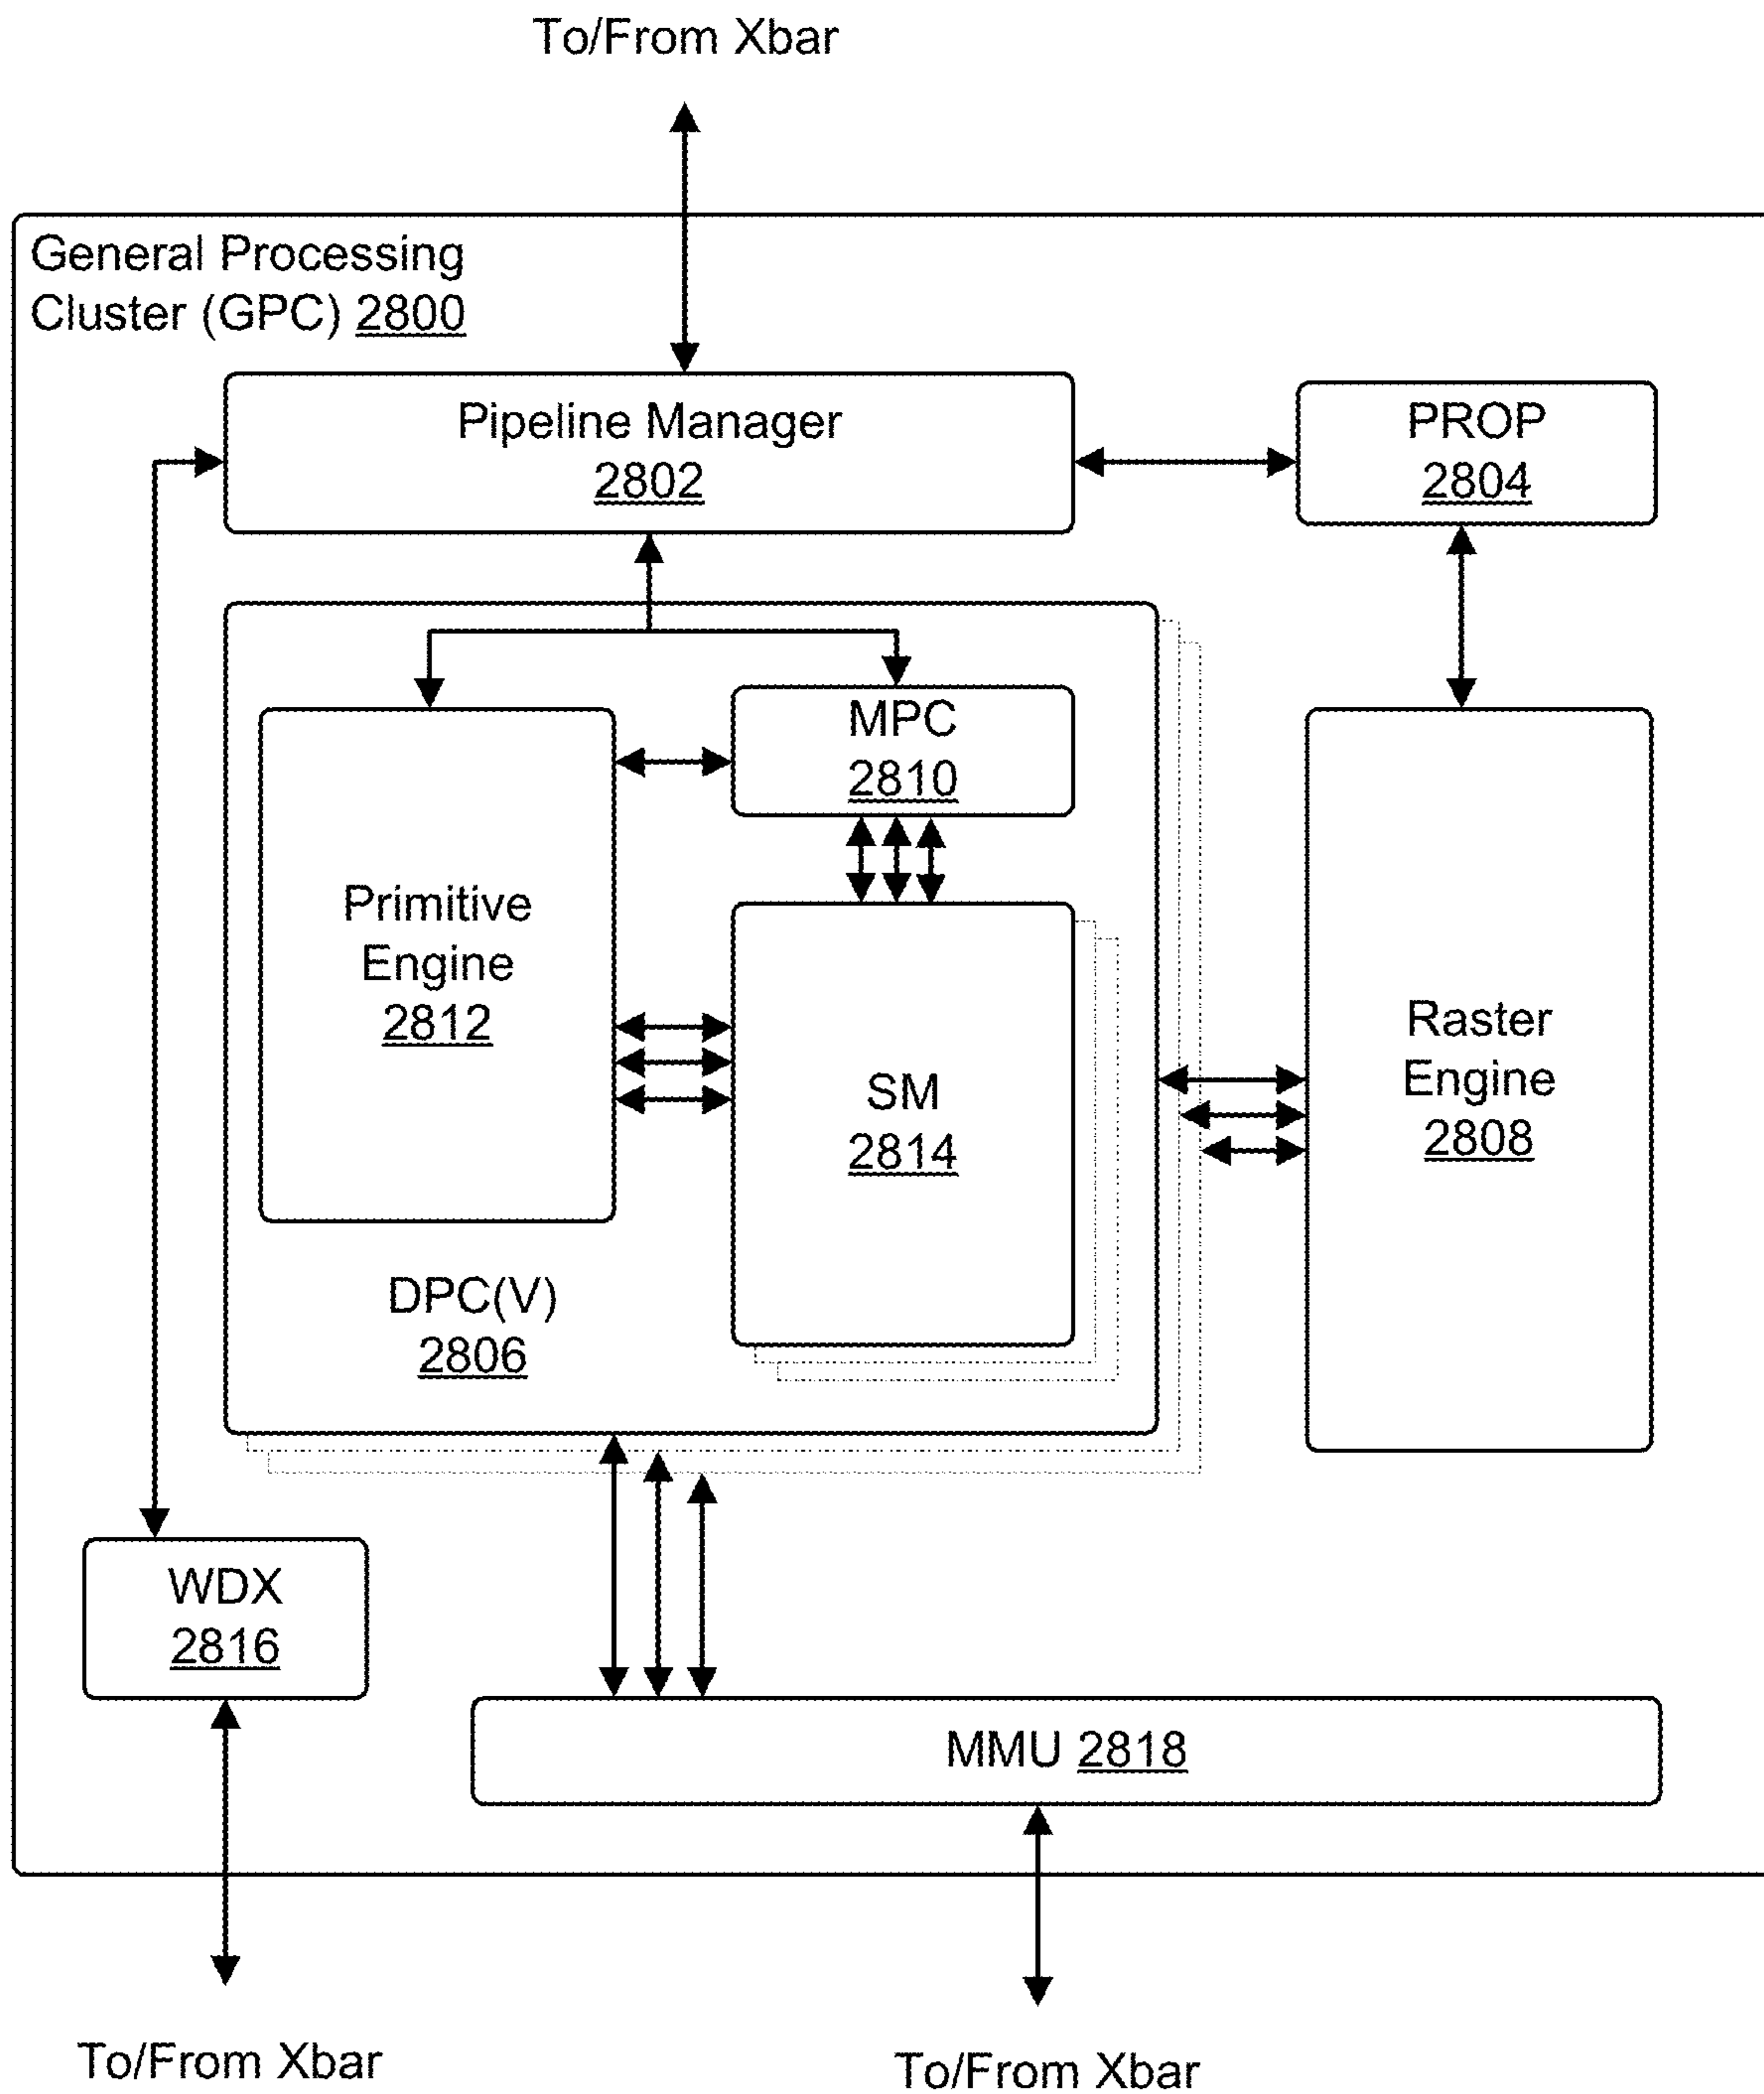 To/From Xbar
General Processing
Cluster (GPC) 2800
Pipeline Manager
2802
PROP
2804
MPC
2810
Primitive
Engine
2812
SM
2814
Raster
Engine
2808
DPC(V)
2806
WDX
2816
MMU 2818
To/From Xbar
To/From Xbar